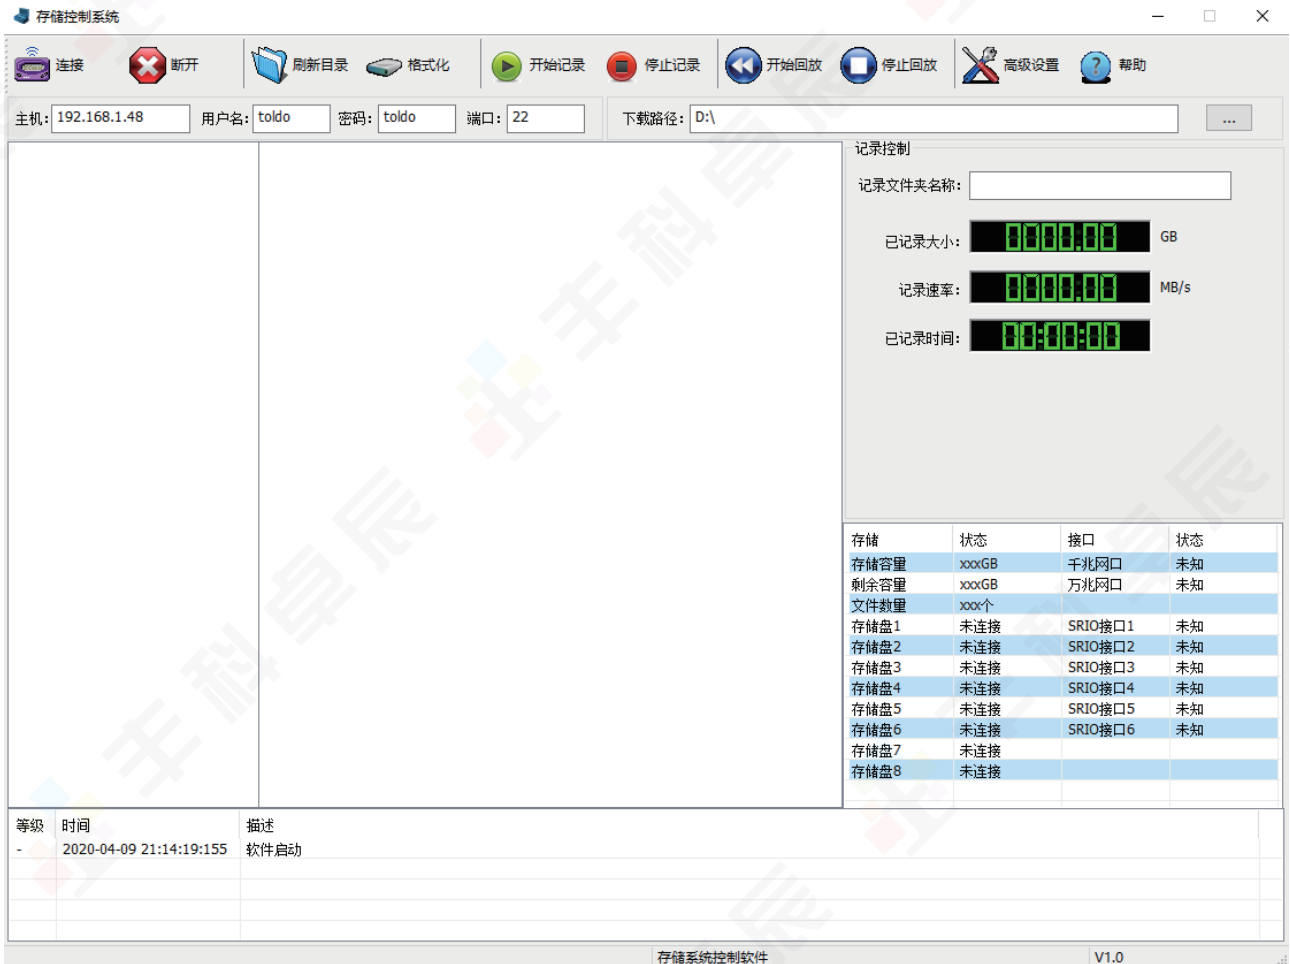 存储控制系统
连接 断开 刷新目录 格式化 开始记录 停止记录 开始回放 停止回放 高级设置 帮助
主机: 192.168.1.48 用户名: toldo 密码: toldo 端口: 22 下载路径: D:\ ...
记录控制
记录文件夹名称:
已记录大小: 0000:00 GB
记录速率: 0000:00 MB/s
已记录时间: 00:00:00
存储 状态 接口 状态
存储容量 xxxGB 千兆网口 未知
剩余容量 xxxGB 万兆网口 未知
文件数量 xxx个
存储盘1 未连接 SRIO接口1 未知
存储盘2 未连接 SRIO接口2 未知
存储盘3 未连接 SRIO接口3 未知
存储盘4 未连接 SRIO接口4 未知
存储盘5 未连接 SRIO接口5 未知
存储盘6 未连接 SRIO接口6 未知
存储盘7 未连接
存储盘8 未连接
等级 时间 描述
- 2020-04-09 21:14:19:155 软件启动
存储系统控制软件 V1.0
丰科卓辰
丰科卓辰